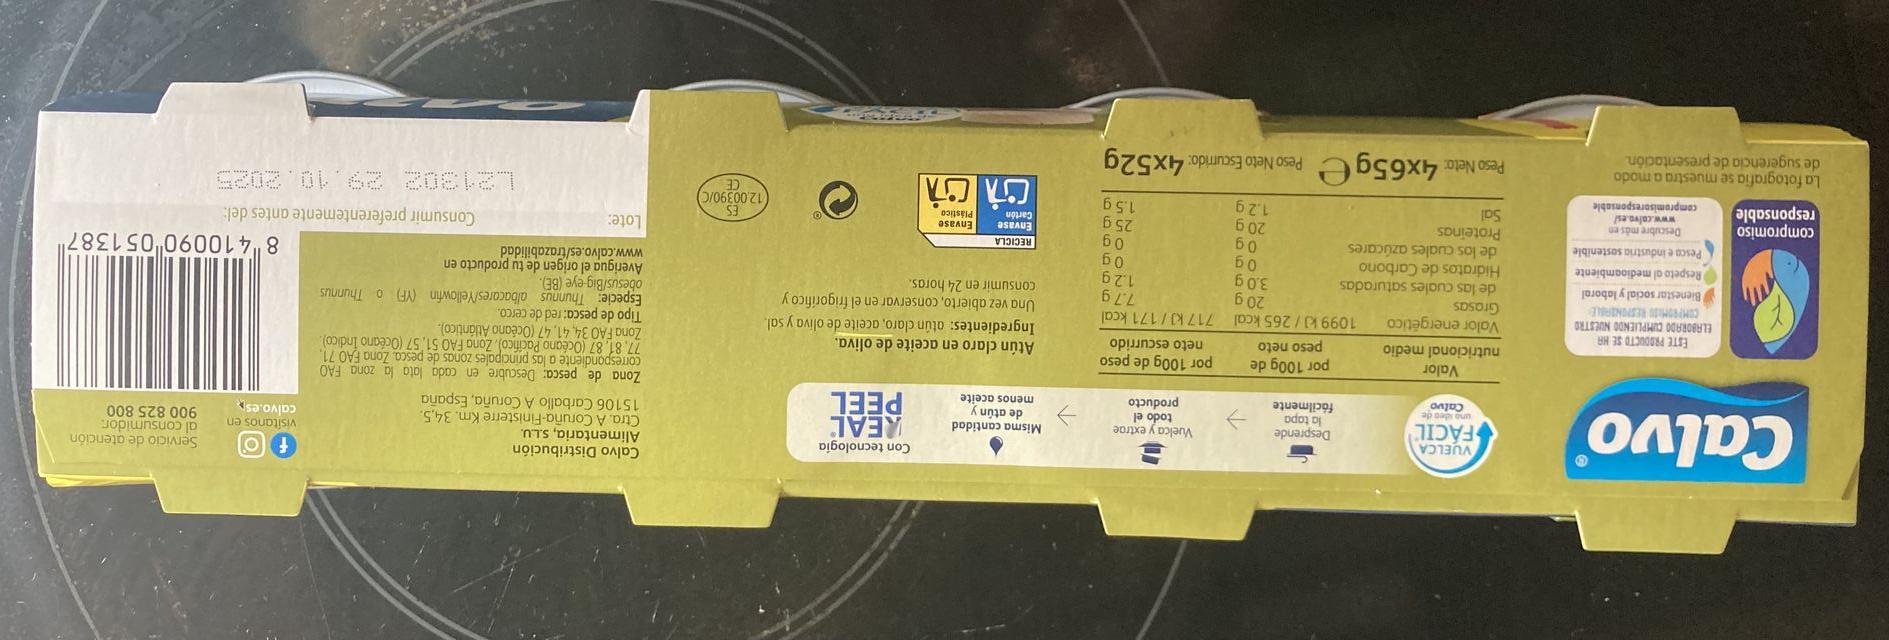 Calvo®
VUELCA
FÁCIL
una idea de
Calvo
Desprende
la tapa
fácilmente
Vuelca y extrae
todo el
producto
Misma cantidad
de atún y
menos aceite
Con tecnología
REAL
PEEL
compromiso
responsable
ESTE PRODUCTO SE HA
ELABORADO CUMPLIENDO NUESTRO
COMPROMISO RESPONSABLE
Bienestar social y laboral
Respeto al medioambiente
Pesca e industria sostenible
Descubre más en
www.calvo.es/
compromisoresponsable
La fotografía se muestra a modo
de sugerencia de presentación.
Valor nutricional medio | por 100g de peso neto | por 100g de peso neto escurrido
Valor energético 1099 kJ / 265 kcal 717 kJ / 171 kcal
Grasas 20 g 7.7 g
de las cuales saturadas 3.0 g 1.2 g
Hidratos de Carbono 0 g 0 g
de los cuales azúcares 0 g 0 g
Proteínas 20 g 25 g
Sal 1.2 g 1.5 g
Peso Neto: 4x65g e Peso Neto Escurrido: 4x52g
Atún claro en aceite de oliva.
Ingredientes: atún claro, aceite de oliva y sal.
Una vez abierto, conservar en el frigorífico y
consumir en 24 horas.
RECICLA
Envase
Cartón
Envase
Plástico
®
ES
12.00390/C
CE
Calvo Distribución
Alimentaria, S.L.U.
Ctra. A Coruña-Finisterre Km. 34,5.
15106 Carballo A Coruña, España
visítanos en
calvo.es
Servicio de atención
al consumidor:
900 825 800
Zona de pesca: Descubre en cada lata la zona FAO
correspondiente a las principales zonas de pesca: Zona FAO 71,
77, 81, 87 (Océano Pacífico), Zona FAO 51, 57 (Océano Índico),
Zona FAO 34, 41, 47 (Océano Atlántico).
Tipo de pesca: red de cerco.
Especie: Thunnus albacares/Yellowfin (YF) o Thunnus
obesus/Big-eye (BE).
Averigua el origen de tu producto en
www.calvo.es/trazabilidad
8 410090 051387
Lote: Consumir preferentemente antes del:
L21302 29.10.2025